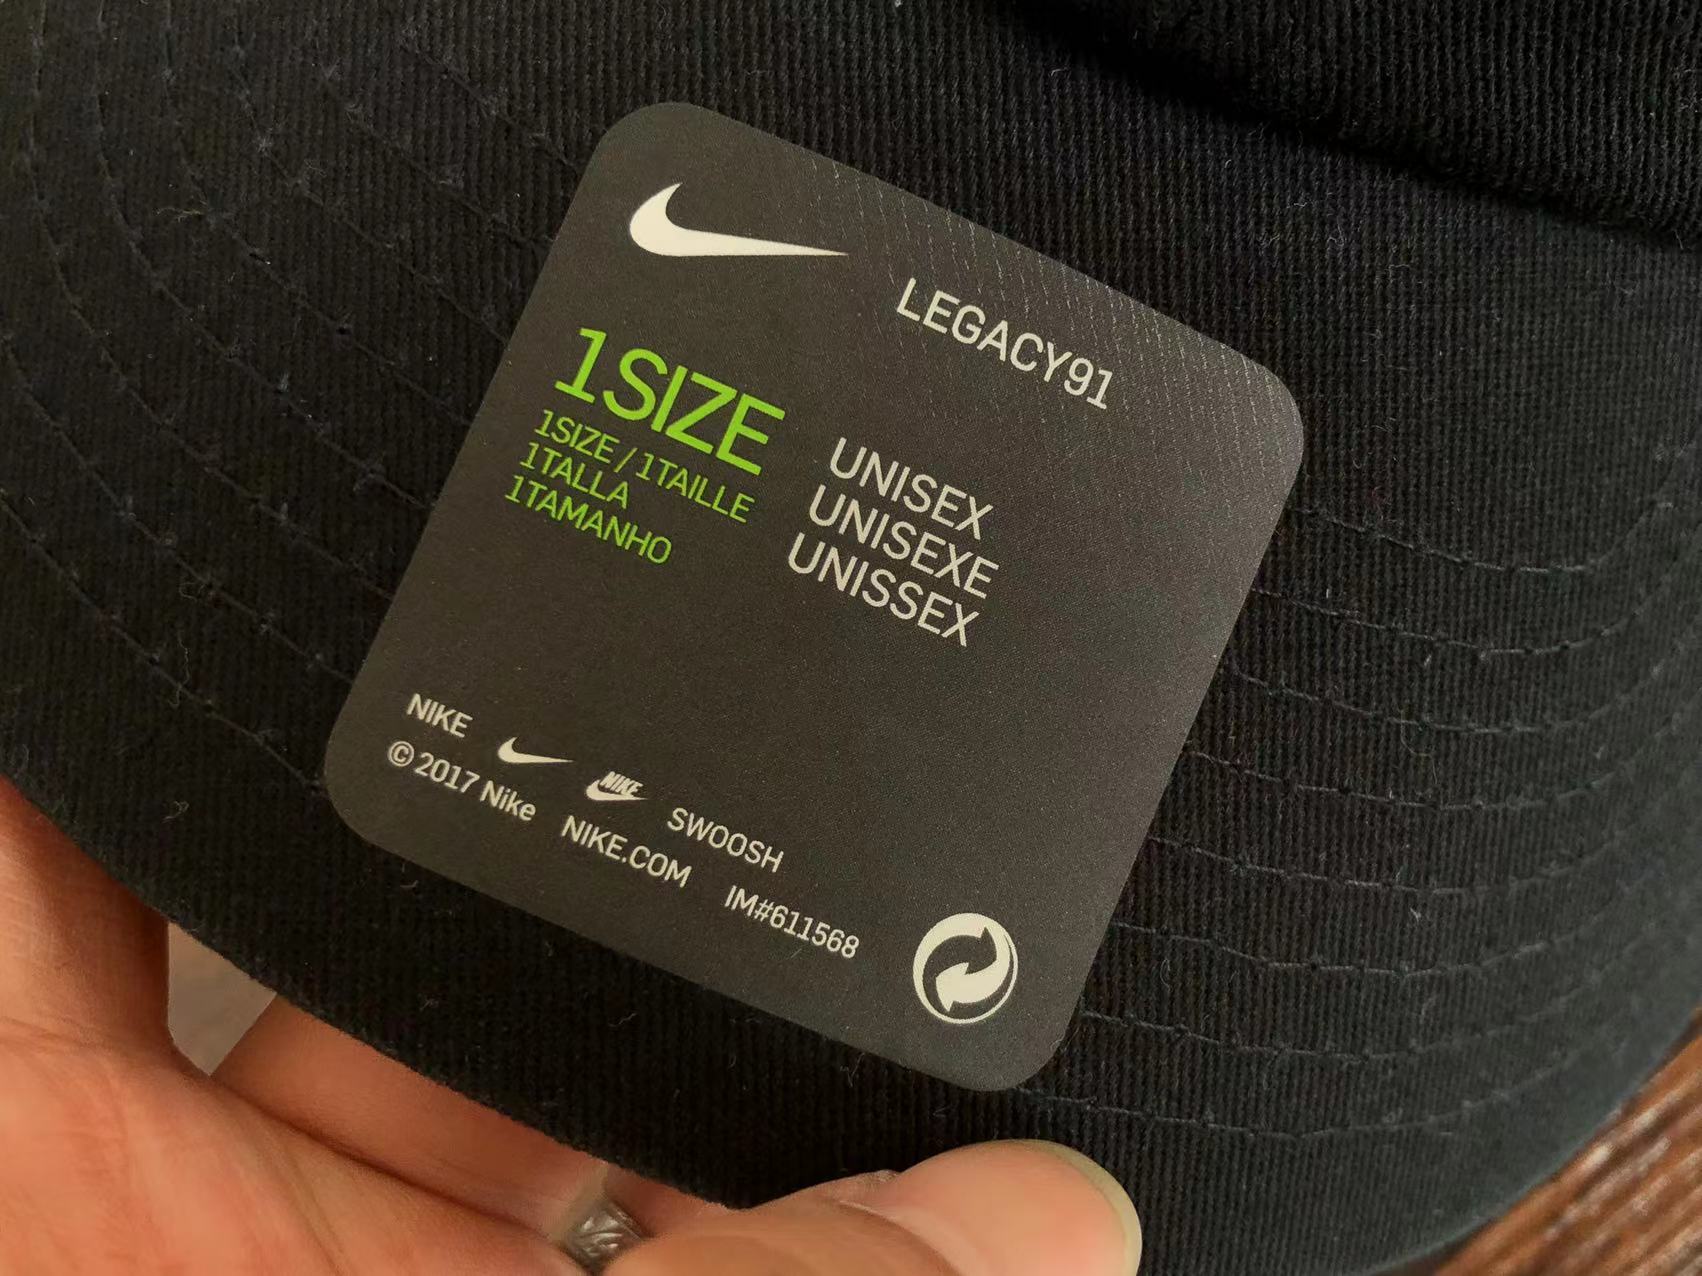 LEGACY91
1SIZE
1SIZE / 1TAILLE
1TALLA
1TAMANHO
UNISEX
UNISEXE
UNISSEX
NIKE NIKE SWOOSH
© 2017 Nike NIKE.COM IM#611568